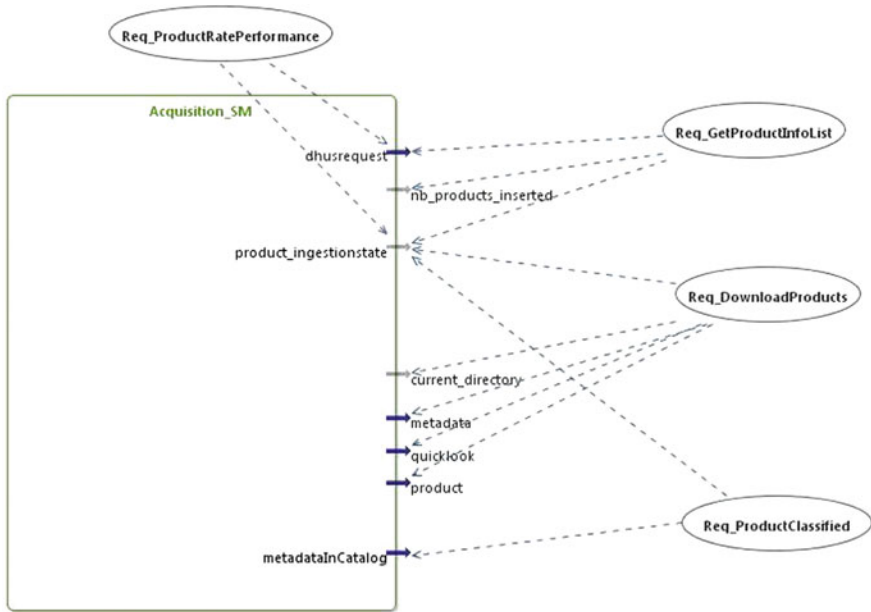 Req_ProductRatePerformance
Acquisition_SM
Req_GetProductInfoList
dhusrequest
nb_products_inserted
product_ingestionstate
Req_DownloadProducts
current_directory
metadata
quicklook
product
Req_ProductClassified
metadataInCatalog